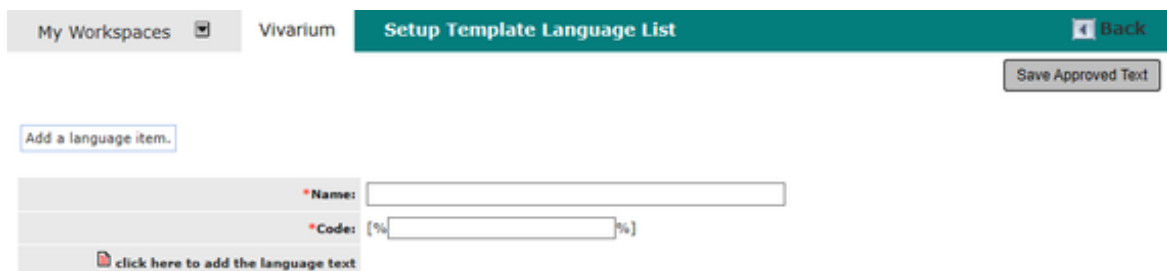 My Workspaces Vivarium Setup Template Language List Back
Save Approved Text
Add a language item.
*Name:
*Code: [% %]
click here to add the language text